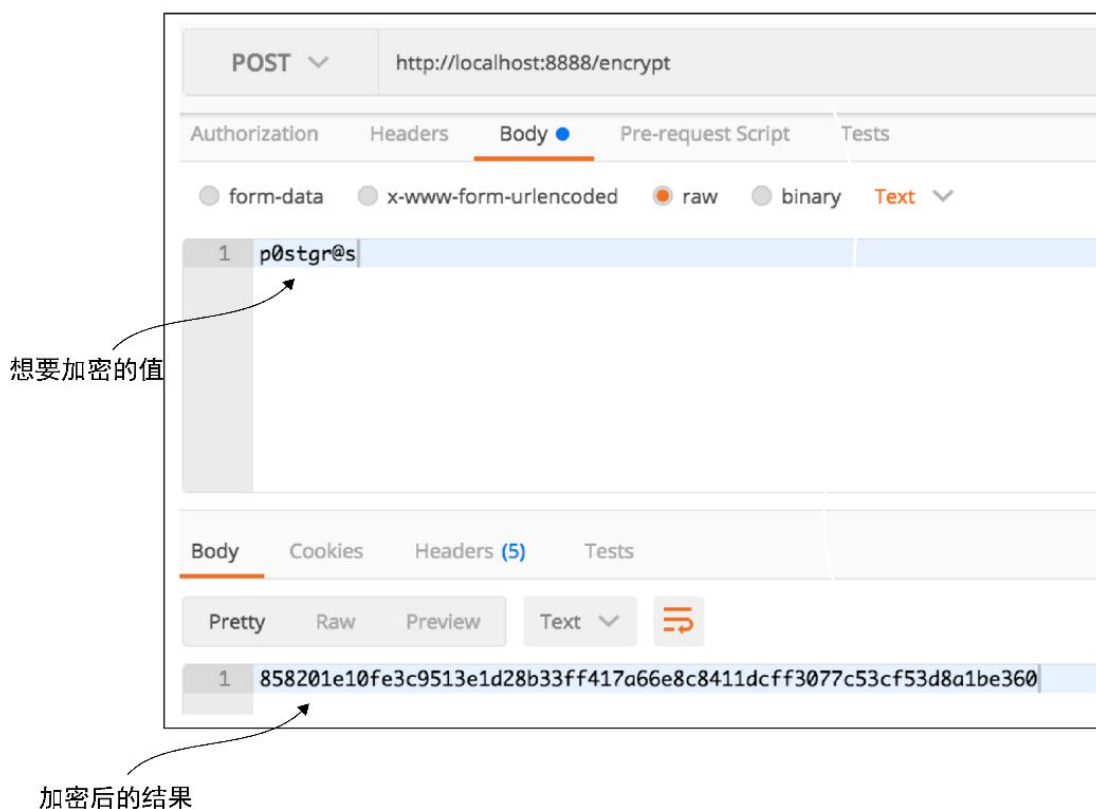 POST http://localhost:8888/encrypt
Authorization Headers Body Pre-request Script Tests
form-data x-www-form-urlencoded raw binary Text
1 p0stgr@s
想要加密的值
Body Cookies Headers (5) Tests
Pretty Raw Preview Text
1 858201e10fe3c9513e1d28b33ff417a66e8c8411dcff3077c53cf53d8a1be360
加密后的结果